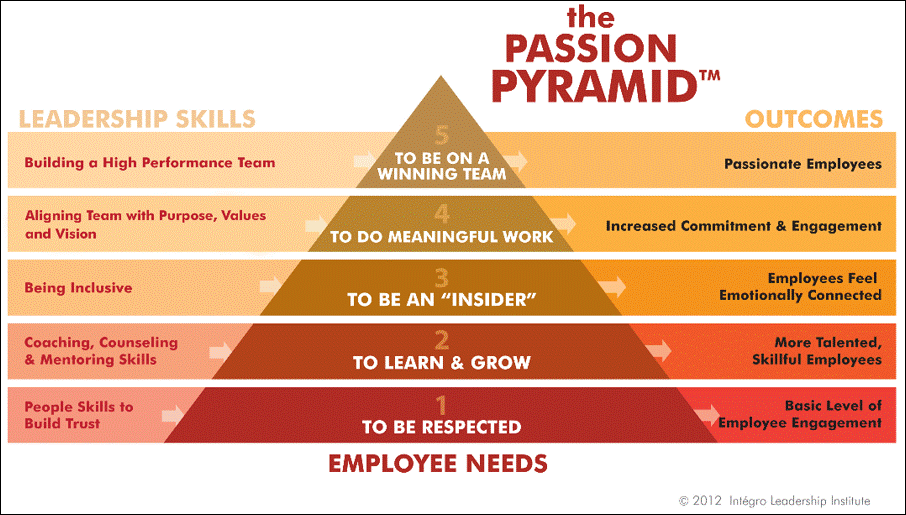 the
PASSION
PYRAMID™
LEADERSHIP SKILLS
OUTCOMES
Building a High Performance Team
5
TO BE ON A
WINNING TEAM
Passionate Employees
Aligning Team with Purpose, Values
and Vision
4
TO DO MEANINGFUL WORK
Increased Commitment & Engagement
Being Inclusive
3
TO BE AN “INSIDER”
Employees Feel
Emotionally Connected
Coaching, Counseling
& Mentoring Skills
2
TO LEARN & GROW
More Talented,
Skillful Employees
People Skills to
Build Trust
1
TO BE RESPECTED
Basic Level of
Employee Engagement
EMPLOYEE NEEDS
© 2012 Intégro Leadership Institute